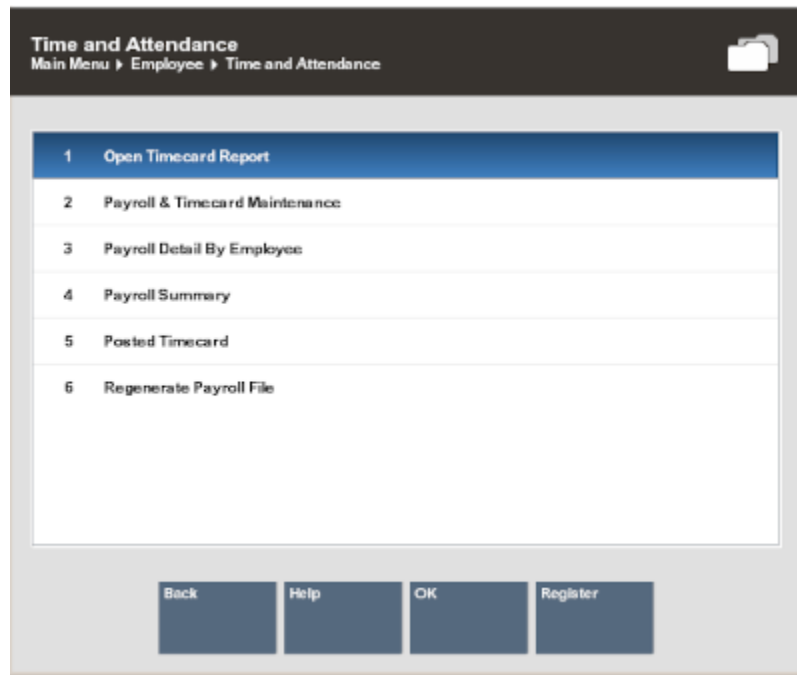 Time and Attendance
Main Menu ▸ Employee ▸ Time and Attendance
1 Open Timecard Report
2 Payroll & Timecard Maintenance
3 Payroll Detail By Employee
4 Payroll Summary
5 Posted Timecard
6 Regenerate Payroll File
Back Help OK Register